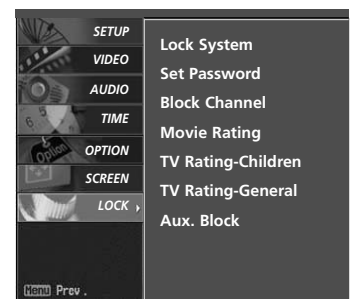 SETUP
VIDEO
AUDIO
TIME
OPTION
SCREEN
LOCK
Menu Prev.
Lock System
Set Password
Block Channel
Movie Rating
TV Rating-Children
TV Rating-General
Aux. Block